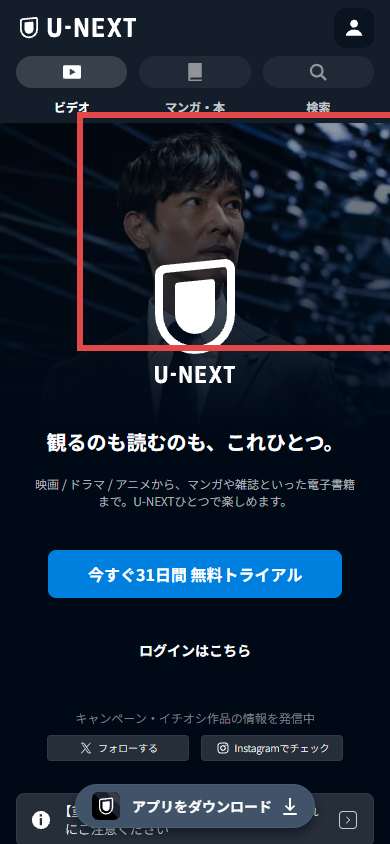 U-NEXT
ビデオ
マンガ・本
検索
U-NEXT
観るのも読むのも、これひとつ。
映画 / ドラマ / アニメから、マンガや雑誌といった電子書籍
まで。U-NEXTひとつで楽しめます。
今すぐ31日間 無料トライアル
ログインはこちら
キャンペーン・イチオシ作品の情報を発信中
フォローする
Instagramでチェック
アプリをダウンロード
にご注意ください